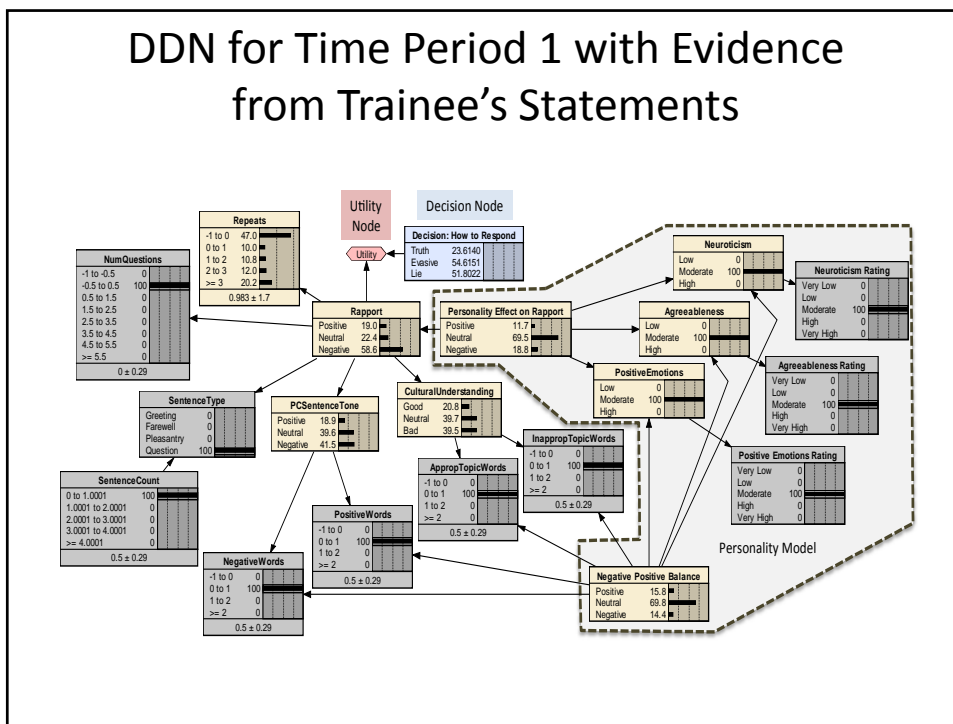 DDN for Time Period 1 with Evidence
from Trainee's Statements
Utility
Node
Decision Node
Repeats
-1 to 0 47.0
0 to 1 10.0
1 to 2 10.8
2 to 3 12.0
>= 3 20.2
0.983 ± 1.7
Utility
Decision: How to Respond
Truth 23.6140
Evasive 54.6151
Lie 51.8022
NumQuestions
-1 to -0.5 0
-0.5 to 0.5 100
0.5 to 1.5 0
1.5 to 2.5 0
2.5 to 3.5 0
3.5 to 4.5 0
4.5 to 5.5 0
>= 5.5 0
0 ± 0.29
Neuroticism
Low 0
Moderate 100
High 0
Neuroticism Rating
Very Low 0
Low 0
Moderate 100
High 0
Very High 0
Rapport
Positive 19.0
Neutral 22.4
Negative 58.6
Personality Effect on Rapport
Positive 11.7
Neutral 69.5
Negative 18.8
Agreeableness
Low 0
Moderate 100
High 0
Agreeableness Rating
Very Low 0
Low 0
Moderate 100
High 0
Very High 0
PositiveEmotions
Low 0
Moderate 100
High 0
SentenceType
Greeting 0
Farewell 0
Pleasantry 0
Question 100
PCSentenceTone
Positive 18.9
Neutral 39.6
Negative 41.5
CulturalUnderstanding
Good 20.8
Neutral 39.7
Bad 39.5
InappropTopicWords
-1 to 0 0
0 to 1 100
1 to 2 0
>= 2 0
0.5 ± 0.29
AppropTopicWords
-1 to 0 0
0 to 1 100
1 to 2 0
>= 2 0
0.5 ± 0.29
Positive Emotions Rating
Very Low 0
Low 0
Moderate 100
High 0
Very High 0
SentenceCount
0 to 1.0001 100
1.0001 to 2.0001 0
2.0001 to 3.0001 0
3.0001 to 4.0001 0
>= 4.0001 0
0.5 ± 0.29
PositiveWords
-1 to 0 0
0 to 1 100
1 to 2 0
>= 2 0
0.5 ± 0.29
NegativeWords
-1 to 0 0
0 to 1 100
1 to 2 0
>= 2 0
0.5 ± 0.29
Personality Model
Negative Positive Balance
Positive 15.8
Neutral 69.8
Negative 14.4